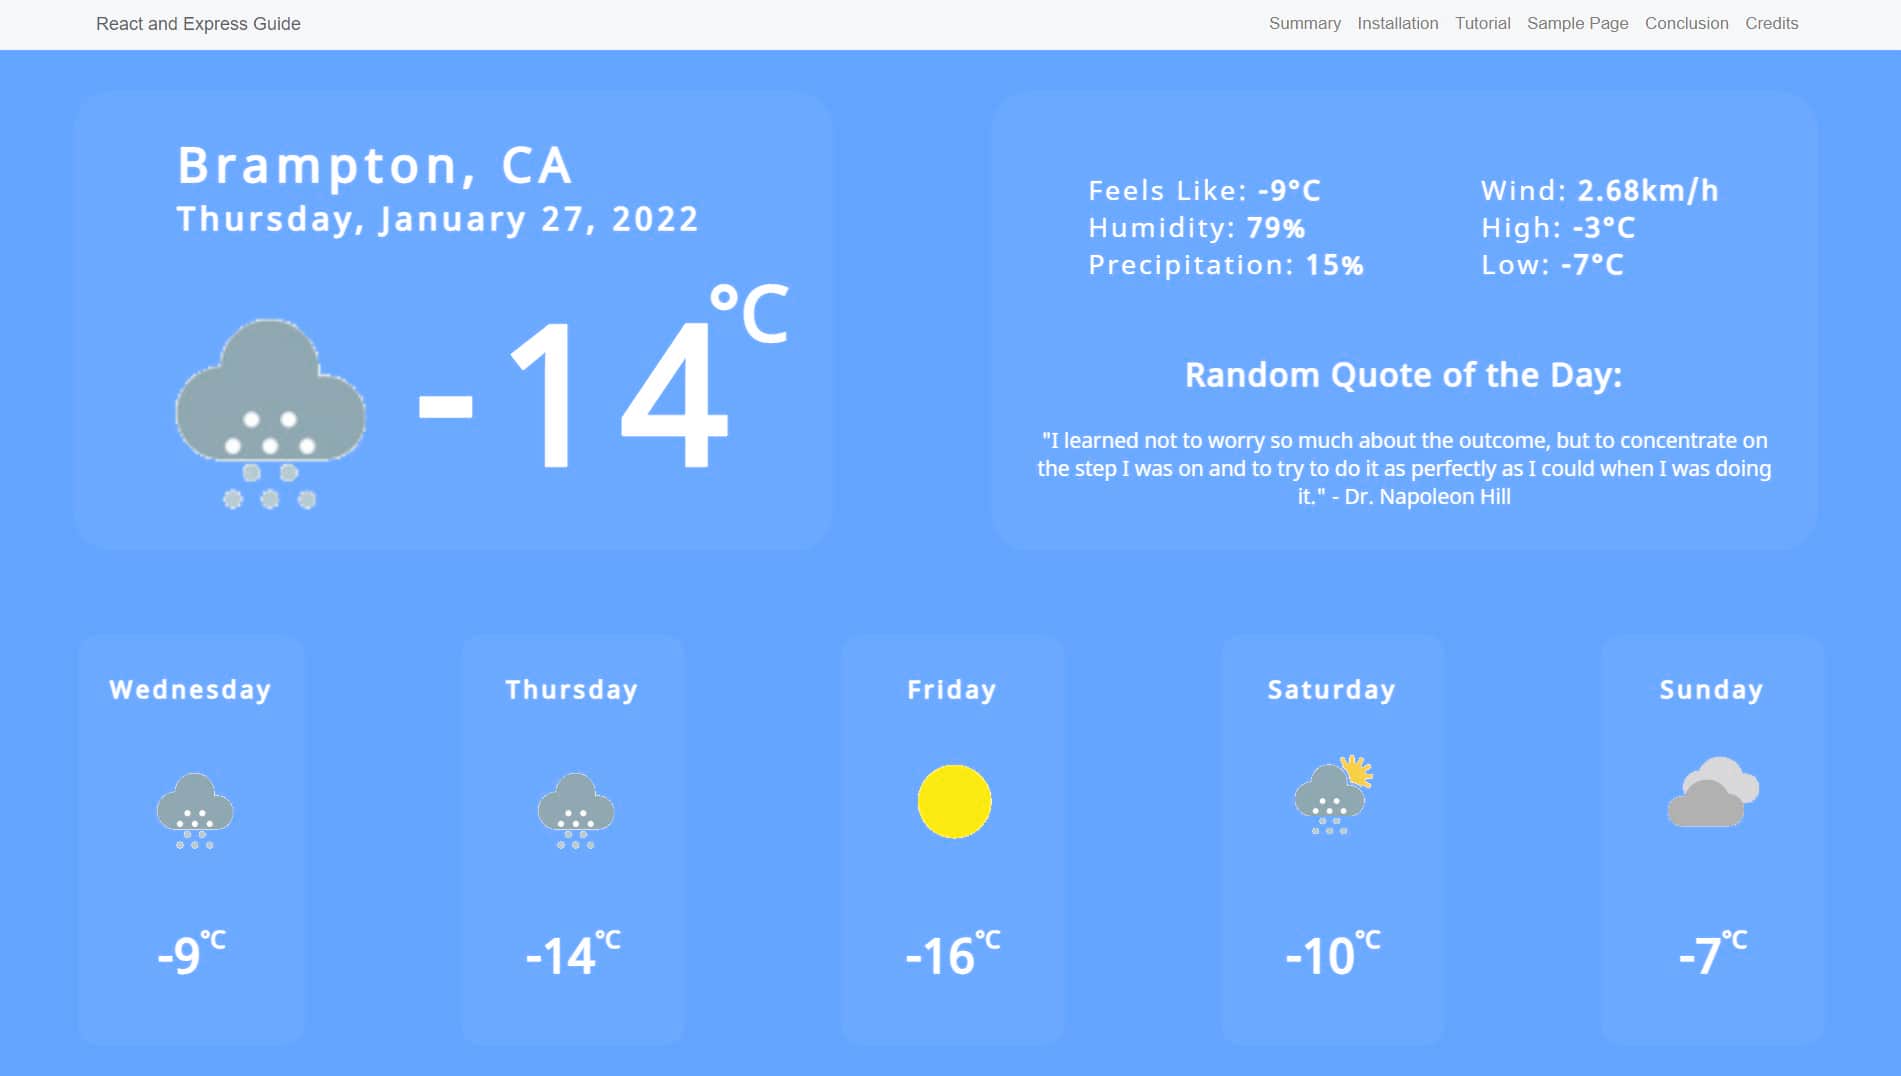 React and Express Guide
Summary Installation Tutorial Sample Page Conclusion Credits
Brampton, CA
Thursday, January 27, 2022
-14°C
Feels Like: -9°C
Humidity: 79%
Precipitation: 15%
Wind: 2.68km/h
High: -3°C
Low: -7°C
Random Quote of the Day:
"I learned not to worry so much about the outcome, but to concentrate on
the step I was on and to try to do it as perfectly as I could when I was doing
it." - Dr. Napoleon Hill
Wednesday
-9°C
Thursday
-14°C
Friday
-16°C
Saturday
-10°C
Sunday
-7°C